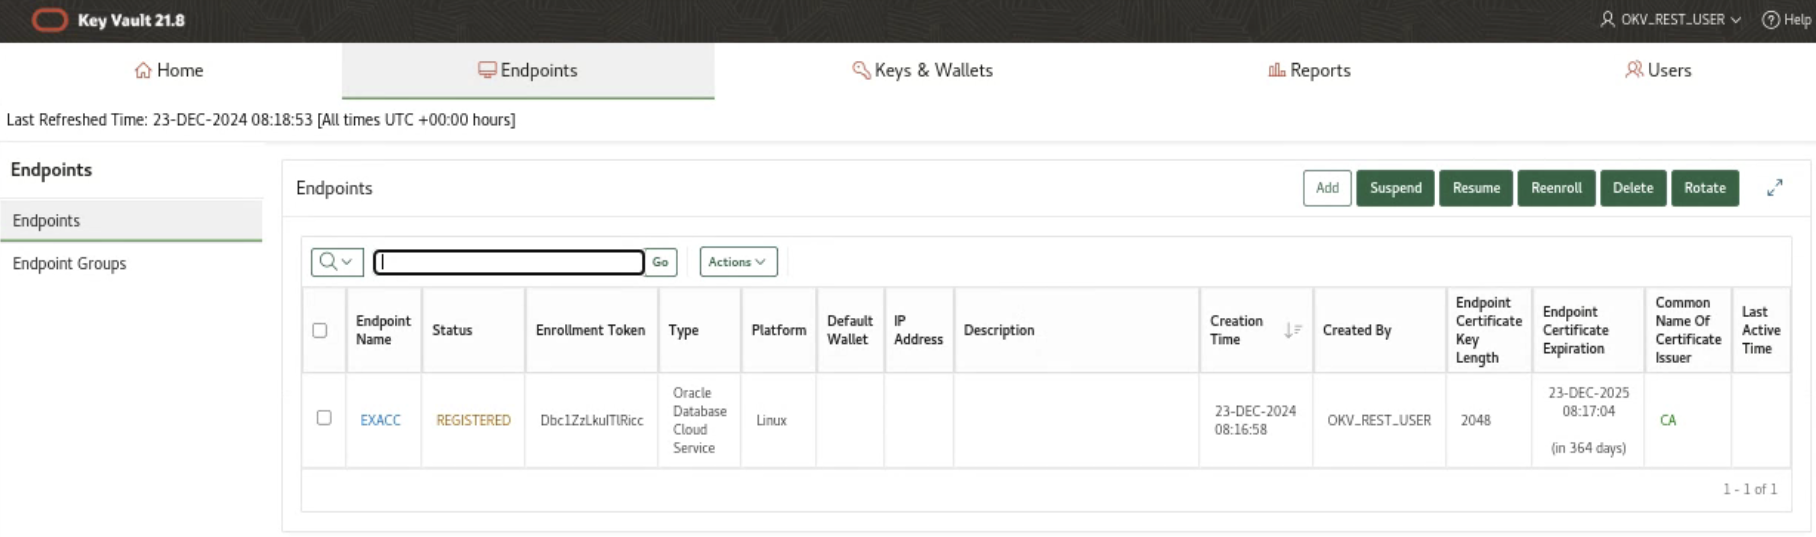 Key Vault 21.8
OKV_REST_USER
Help
Home
Endpoints
Keys & Wallets
Reports
Users
Last Refreshed Time: 23-DEC-2024 08:18:53 [All times UTC +00:00 hours]
Endpoints
Endpoints
Endpoint Groups
Endpoints
Add
Suspend
Resume
Reenroll
Delete
Rotate
Go
Actions
Endpoint
Name
Status
Enrollment Token
Type
Platform
Default
Wallet
IP
Address
Description
Creation
Time
Created By
Endpoint
Certificate
Key
Length
Endpoint
Certificate
Expiration
Common
Name Of
Certificate
Issuer
Last
Active
Time
EXACC
REGISTERED
Oracle
Database
Cloud
Service
Linux
23-DEC-2024
08:16:58
OKV_REST_USER
2048
23-DEC-2025
08:17:04
(in 364 days)
CA
1 - 1 of 1